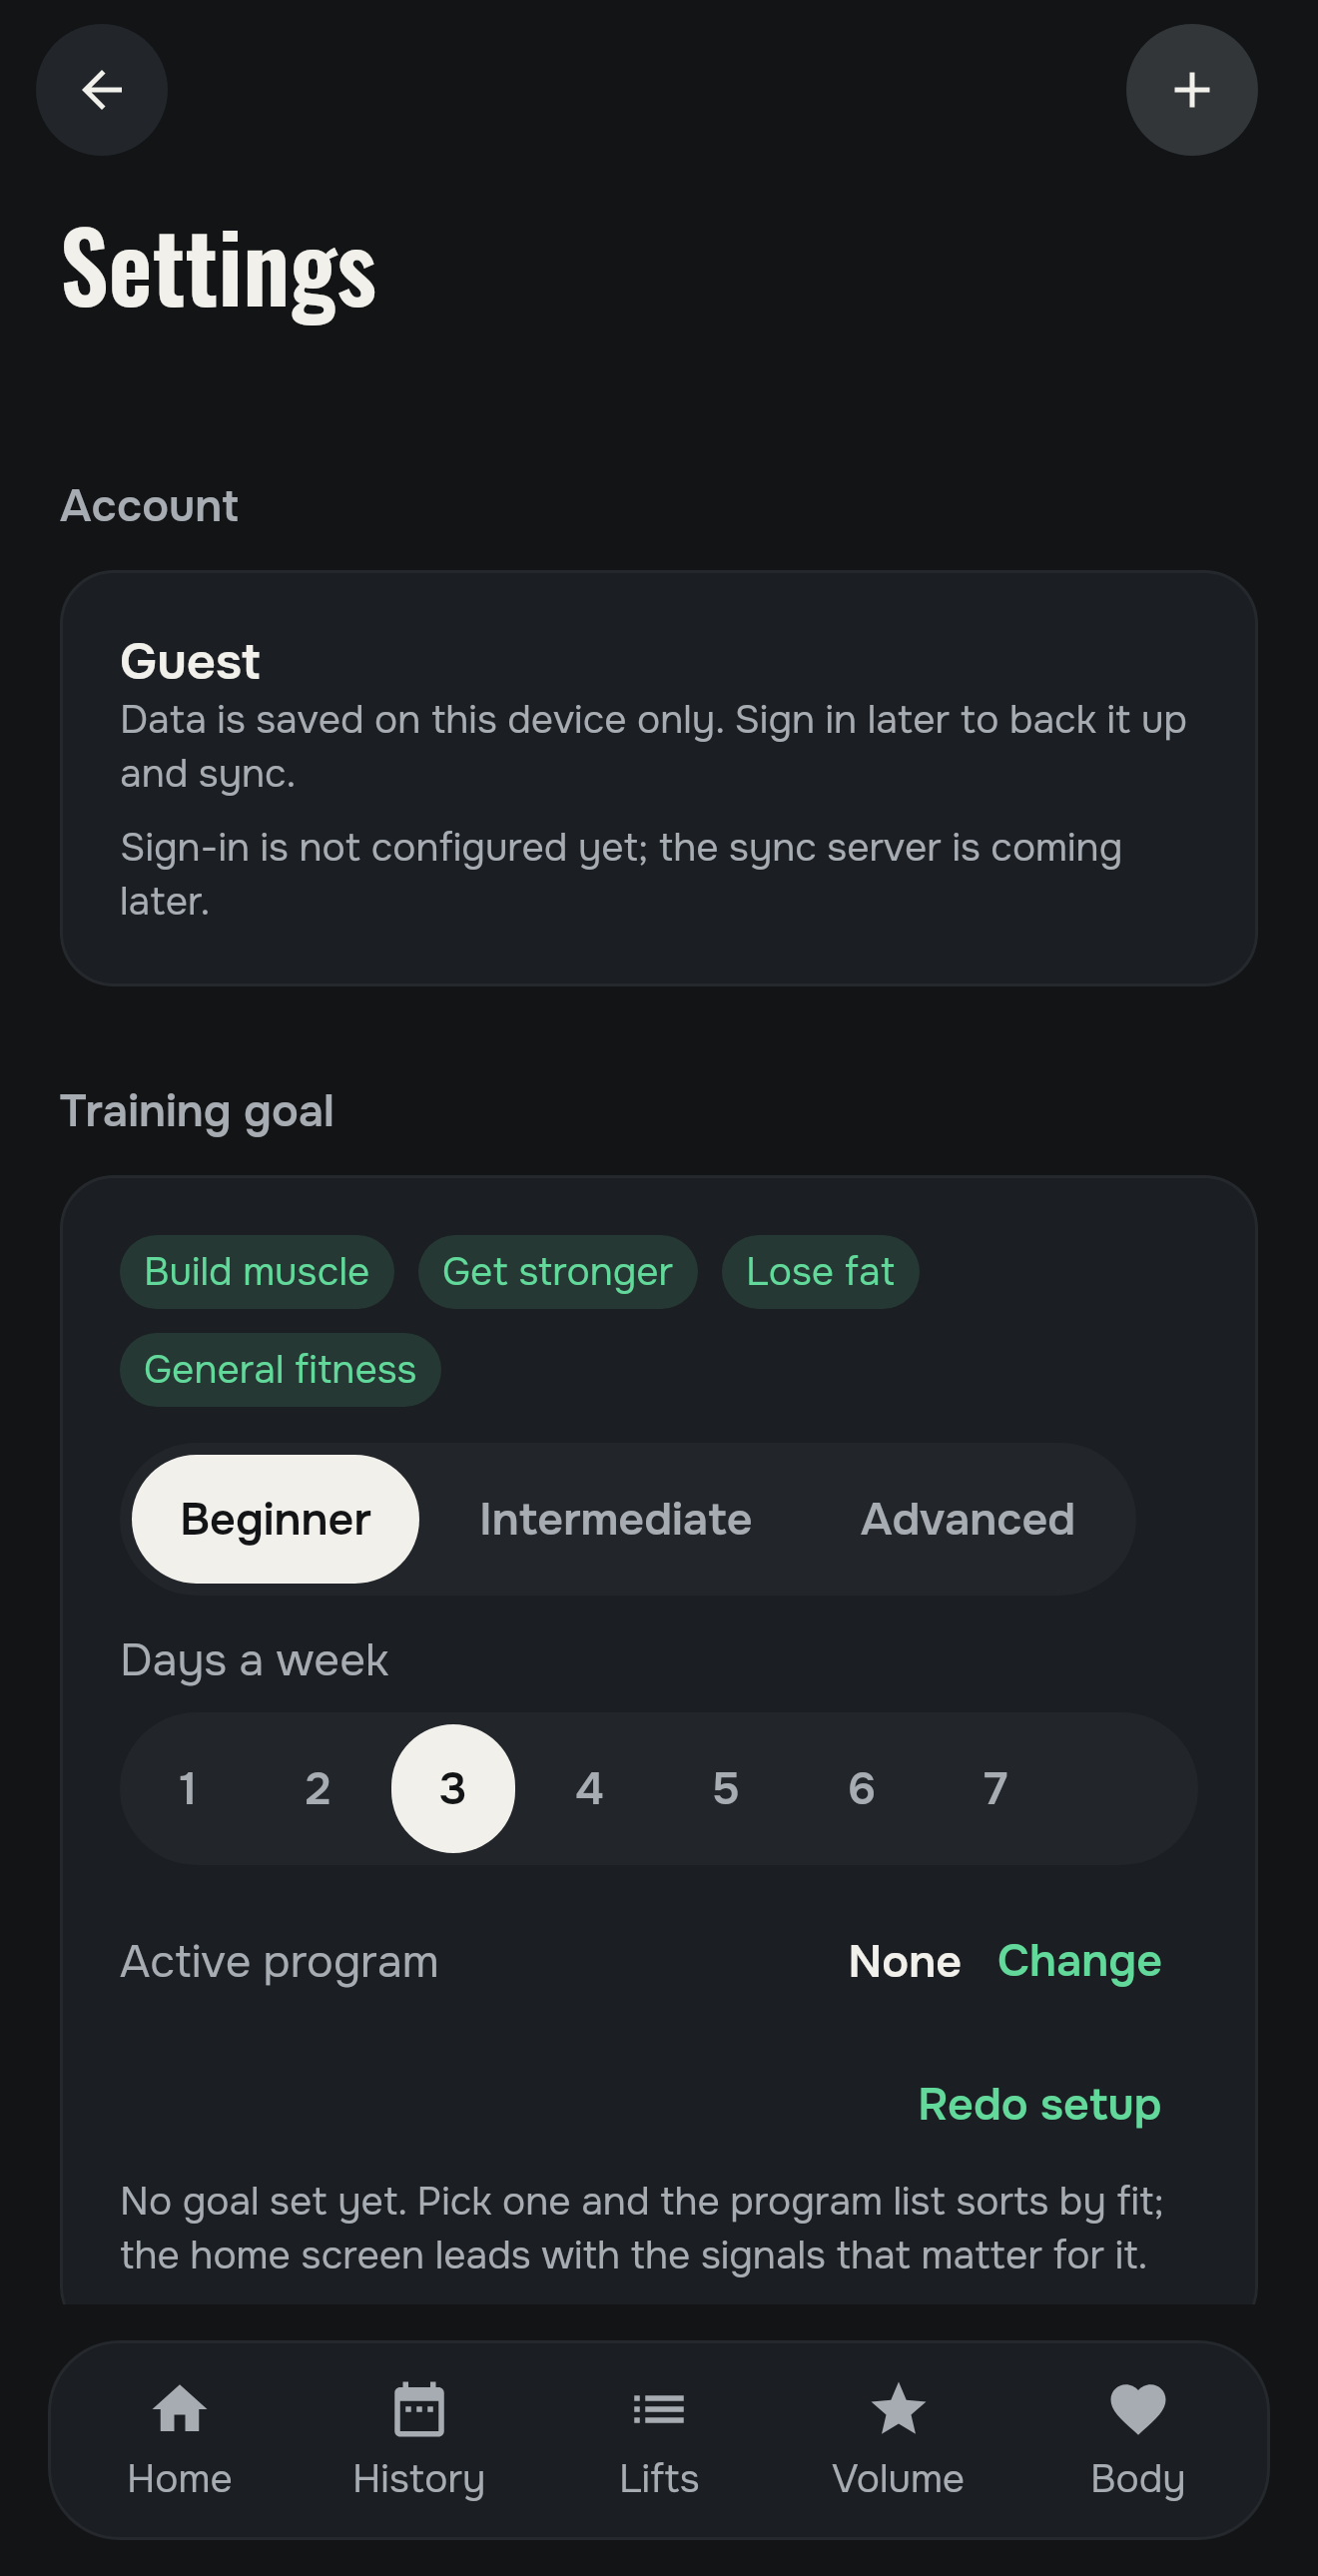 Settings
Account
Guest
Data is saved on this device only. Sign in later to back it up
and sync.
Sign-in is not configured yet; the sync server is coming
later.
Training goal
Build muscle Get stronger Lose fat
General fitness
Beginner Intermediate Advanced
Days a week
1 2 3 4 5 6 7
Active program None Change
Redo setup
No goal set yet. Pick one and the program list sorts by fit;
the home screen leads with the signals that matter for it.
Home History Lifts Volume Body